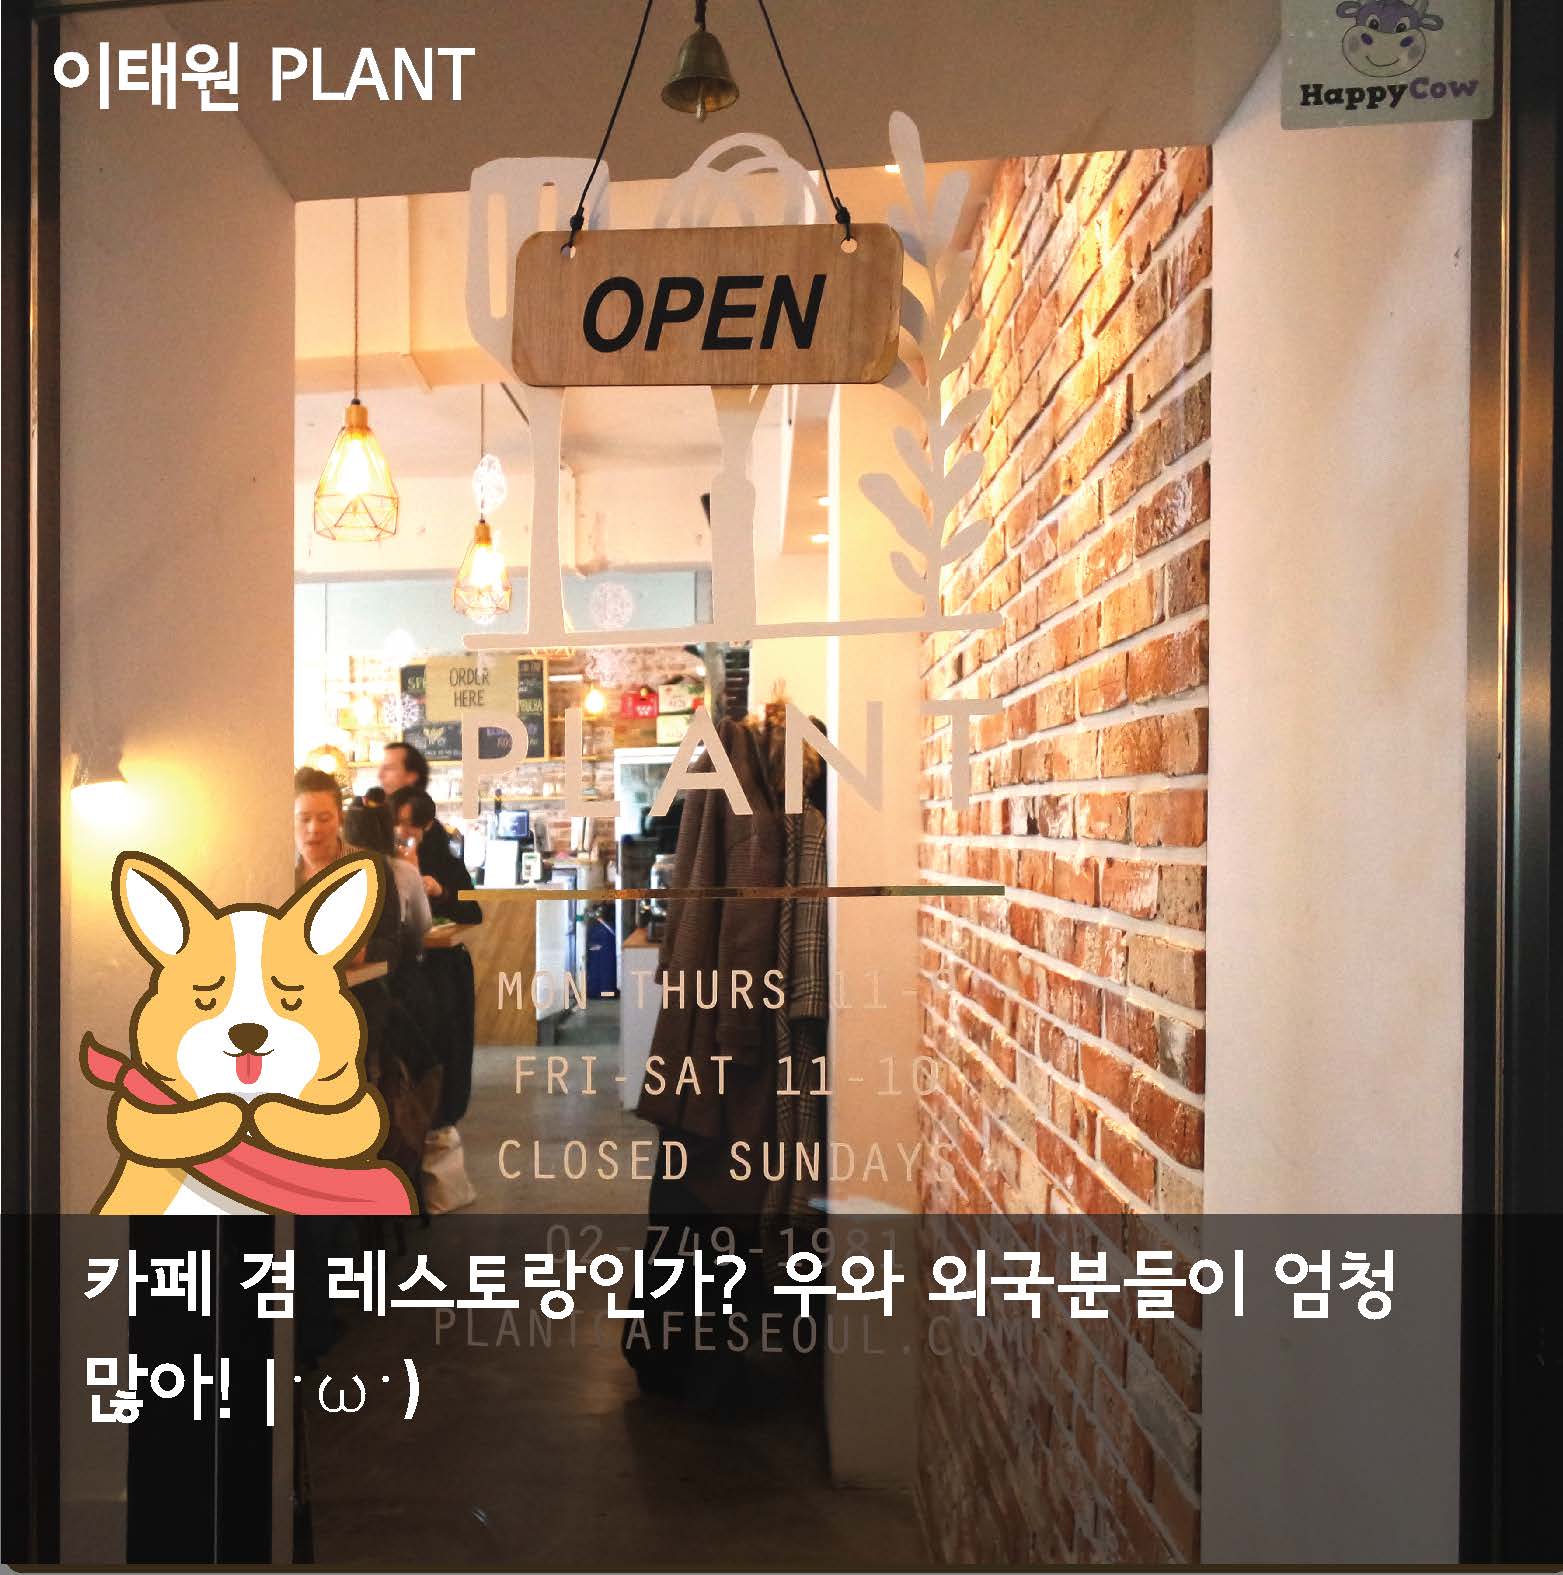 이태원 PLANT
HappyCow
OPEN
ORDER
HERE
PLANT
MON-THURS 11-9
FRI-SAT 11-10
CLOSED SUNDAYS
02-749-1981
카페 겸 레스토랑인가? 우와 외국분들이 엄청
PLANTCAFESEOUL.COM
많아! |˙ω˙)